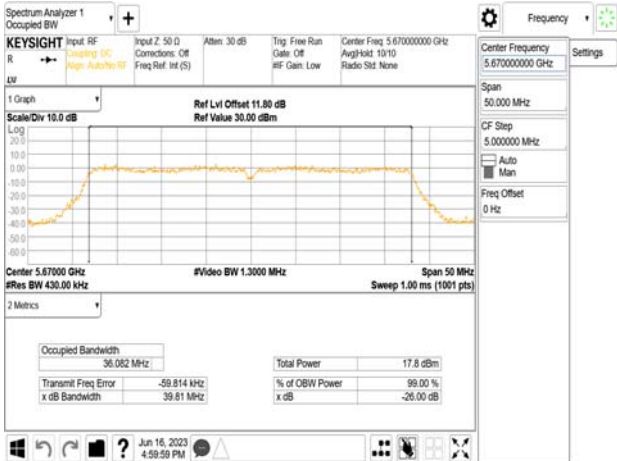 Spectrum Analyzer 1
Occupied BW
Frequency
KEYSIGHT
R
LW
Input: RF
Coupling: DC
Align: Auto/No RF
Input Z: 50 Ω
Corrections: Off
Freq Ref: Int (S)
Atten: 30 dB
Trig: Free Run
Gate: Off
#IF Gain: Low
Center Freq: 5.670000000 GHz
Avg|Hold: 10/10
Radio Std: None
Center Frequency
5.670000000 GHz
Settings
Span
50.000 MHz
CF Step
5.000000 MHz
Auto
Man
Freq Offset
0 Hz
1 Graph
Scale/Div 10.0 dB
Ref Lvl Offset 11.80 dB
Ref Value 30.00 dBm
Log
20.0
10.0
0.00
-10.0
-20.0
-30.0
-40.0
-50.0
-60.0
Center 5.67000 GHz
#Res BW 430.00 kHz
#Video BW 1.3000 MHz
Span 50 MHz
Sweep 1.00 ms (1001 pts)
2 Metrics
Occupied Bandwidth
36.082 MHz
Total Power 17.8 dBm
Transmit Freq Error -59.814 kHz
% of OBW Power 99.00 %
x dB Bandwidth 39.81 MHz
x dB -26.00 dB
?
Jun 16, 2023
4:59:59 PM